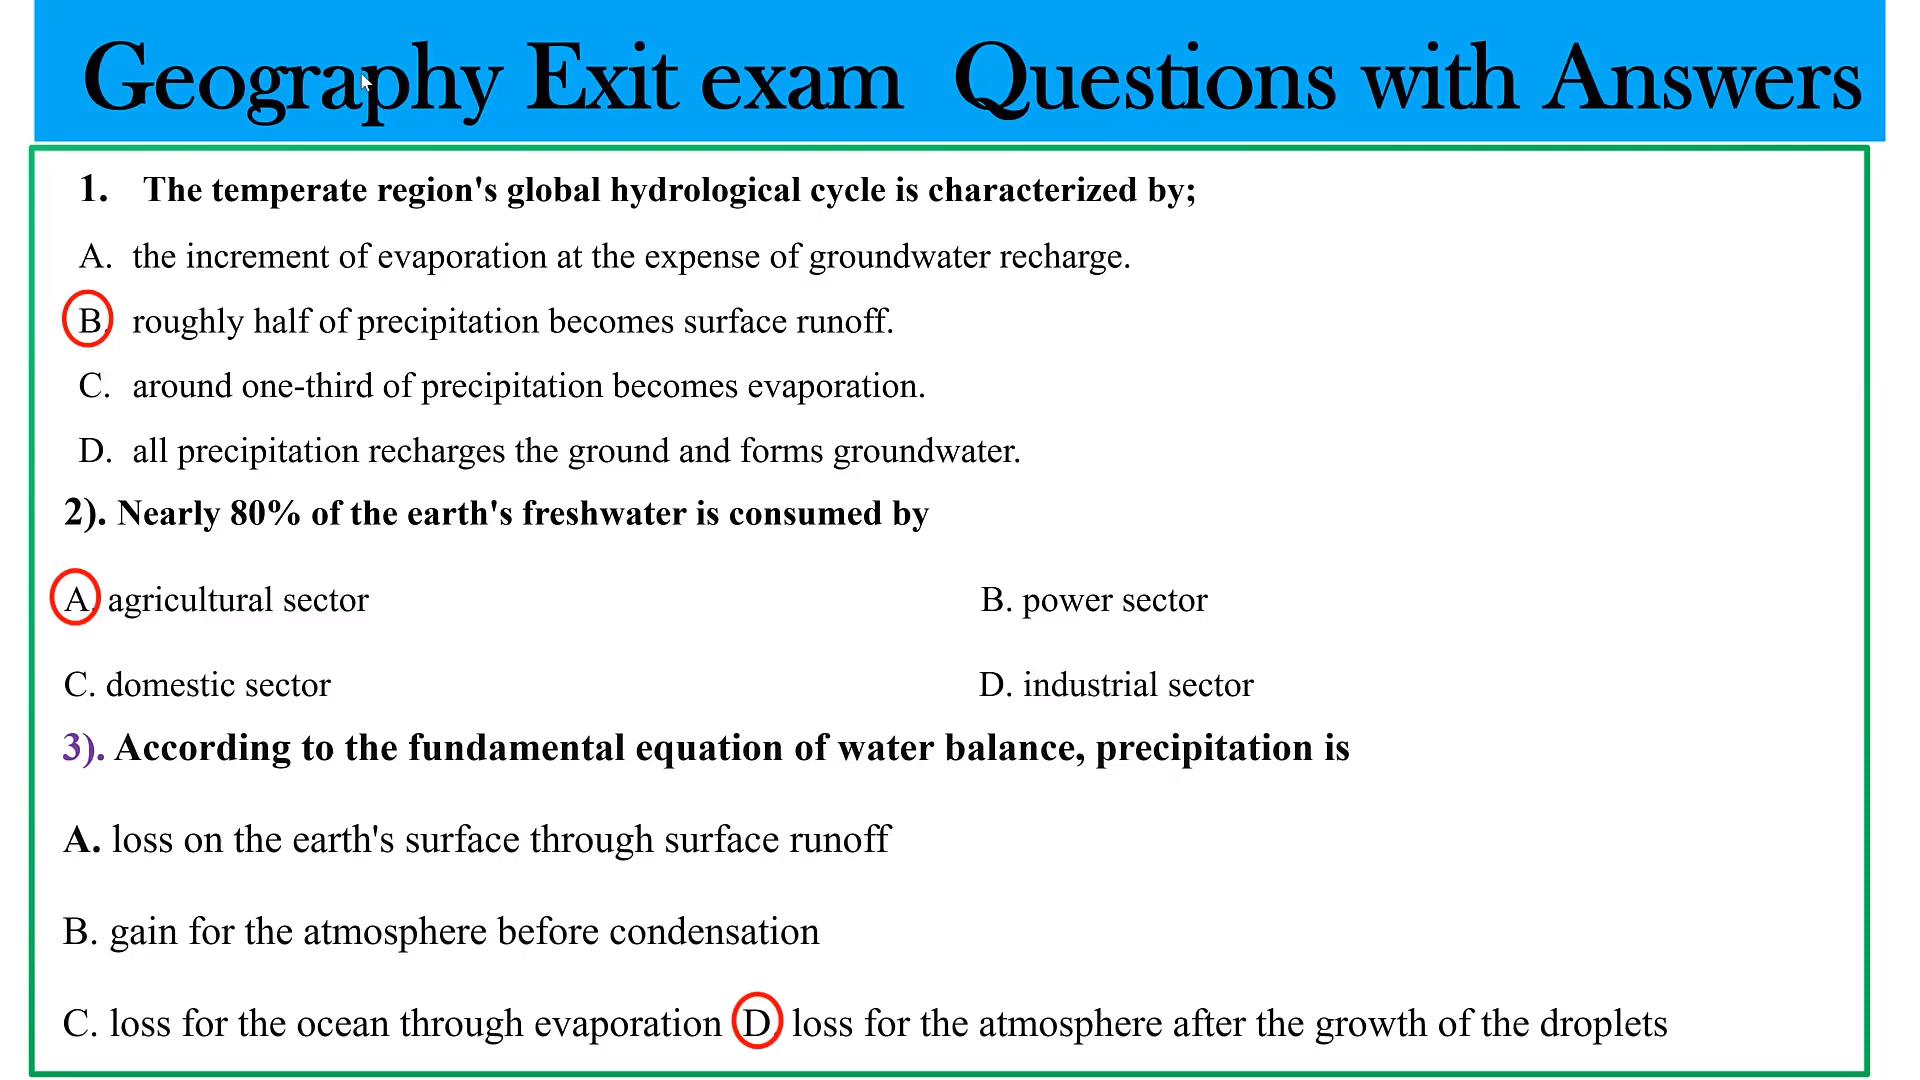 Geography Exit exam Questions with Answers
1. The temperate region's global hydrological cycle is characterized by;
A. the increment of evaporation at the expense of groundwater recharge.
B. roughly half of precipitation becomes surface runoff.
C. around one-third of precipitation becomes evaporation.
D. all precipitation recharges the ground and forms groundwater.
2). Nearly 80% of the earth's freshwater is consumed by
A. agricultural sector B. power sector
C. domestic sector D. industrial sector
3). According to the fundamental equation of water balance, precipitation is
A. loss on the earth's surface through surface runoff
B. gain for the atmosphere before condensation
C. loss for the ocean through evaporation D. loss for the atmosphere after the growth of the droplets